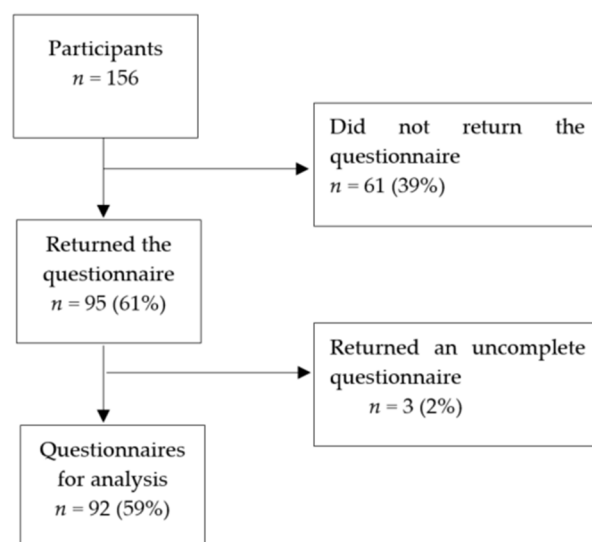 Participants
n = 156
Did not return the
questionnaire
n = 61 (39%)
Returned the
questionnaire
n = 95 (61%)
Returned an uncomplete
questionnaire
n = 3 (2%)
Questionnaires
for analysis
n = 92 (59%)